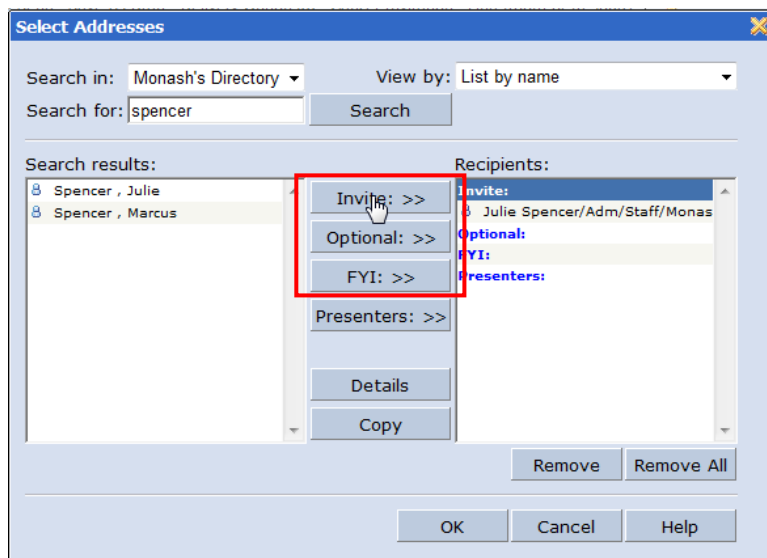 Select Addresses
Search in: Monash's Directory View by: List by name
Search for: spencer Search
Search results: Recipients:
Spencer , Julie
Spencer , Marcus
Invite: >>
Optional: >>
FYI: >>
Presenters: >>
Details
Copy
Invite:
Julie Spencer/Adm/Staff/Monas
Optional:
FYI:
Presenters:
Remove Remove All
OK Cancel Help